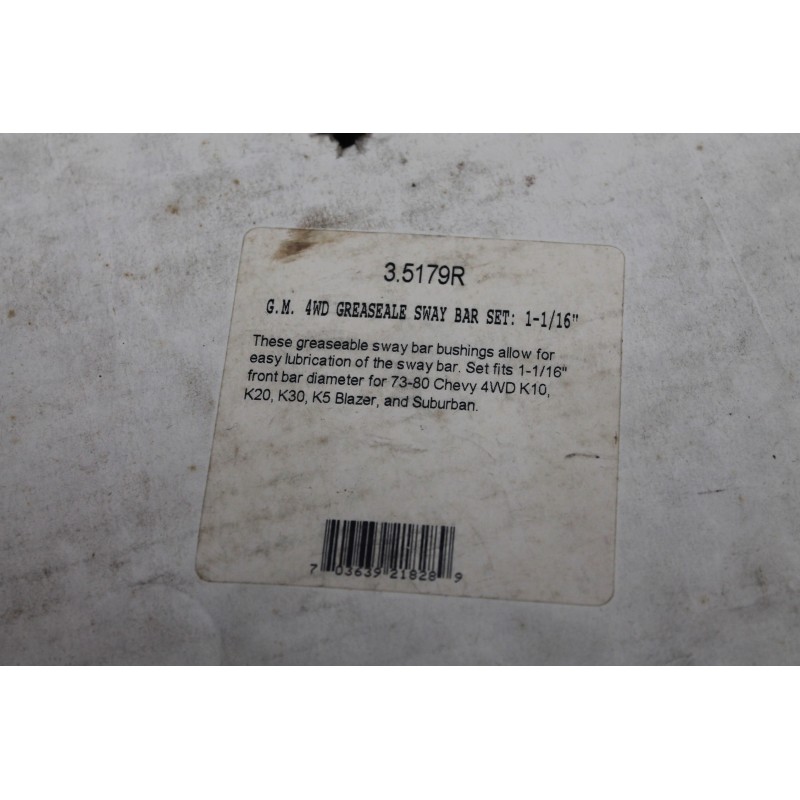 3.5179R
G.M. 4WD GREASEALE SWAY BAR SET: 1-1/16"
These greaseable sway bar bushings allow for
easy lubrication of the sway bar. Set fits 1-1/16"
front bar diameter for 73-80 Chevy 4WD K10,
K20, K30, K5 Blazer, and Suburban.
7 03639 21828 9